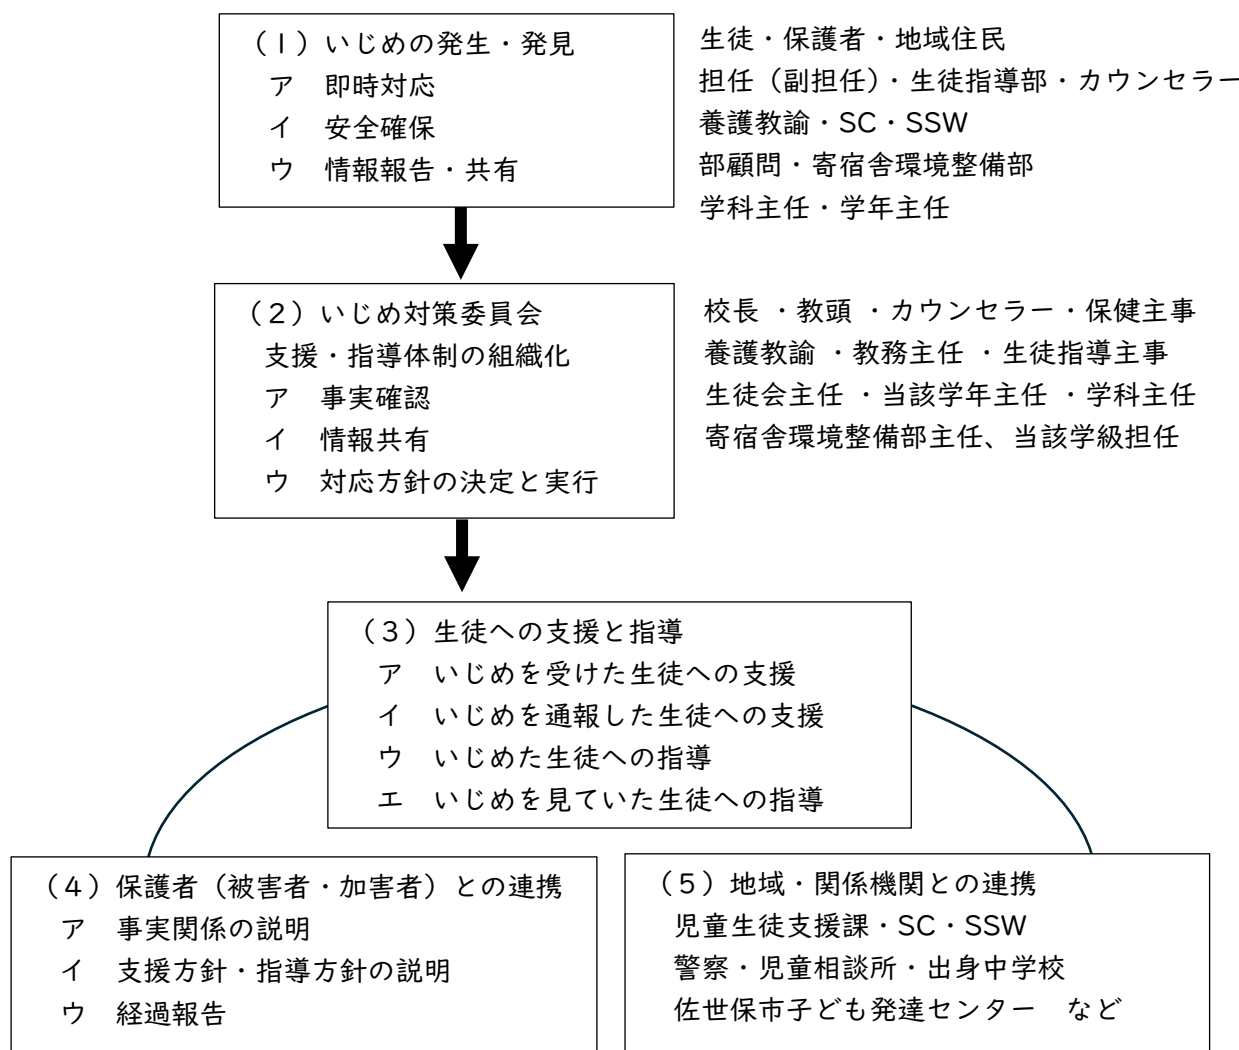 （１）いじめの発生・発見
ア　即時対応
イ　安全確保
ウ　情報報告・共有
生徒・保護者・地域住民
担任（副担任）・生徒指導部・カウンセラー
養護教諭・SC・SSW
部顧問・寄宿舎環境整備部
学科主任・学年主任
（２）いじめ対策委員会
支援・指導体制の組織化
ア　事実確認
イ　情報共有
ウ　対応方針の決定と実行
校長 ・教頭 ・カウンセラー・保健主事
養護教諭 ・教務主任 ・生徒指導主事
生徒会主任 ・当該学年主任 ・学科主任
寄宿舎環境整備部主任、当該学級担任
（３）生徒への支援と指導
ア　いじめを受けた生徒への支援
イ　いじめを通報した生徒への支援
ウ　いじめた生徒への指導
エ　いじめを見ていた生徒への指導
（４）保護者（被害者・加害者）との連携
ア　事実関係の説明
イ　支援方針・指導方針の説明
ウ　経過報告
（５）地域・関係機関との連携
児童生徒支援課・SC・SSW
警察・児童相談所・出身中学校
佐世保市子ども発達センター　など